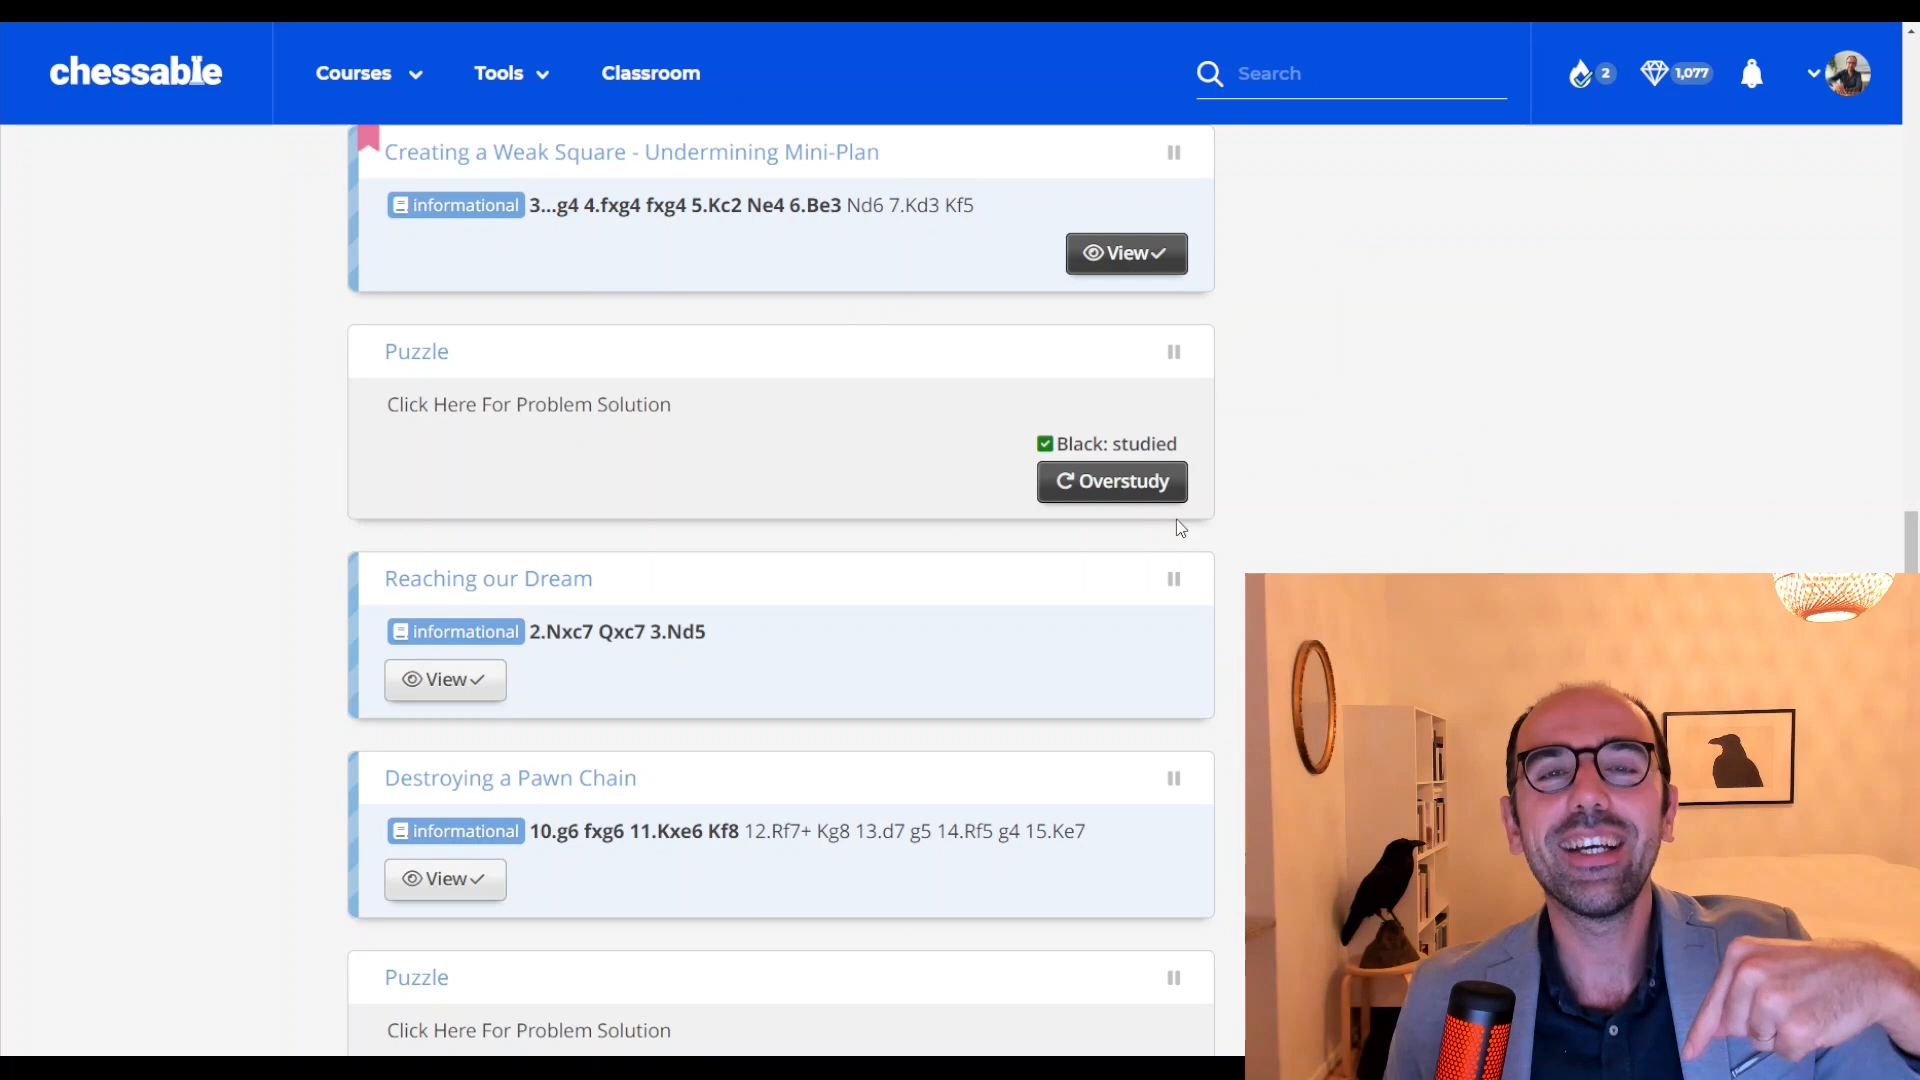 chessable
Courses
Tools
Classroom
Search
2
1,077
Creating a Weak Square - Undermining Mini-Plan
informational 3...g4 4.fxg4 fxg4 5.Kc2 Ne4 6.Be3 Nd6 7.Kd3 Kf5
View
Puzzle
Click Here For Problem Solution
Black: studied
Overstudy
Reaching our Dream
informational 2.Nxc7 Qxc7 3.Nd5
View
Destroying a Pawn Chain
informational 10.g6 fxg6 11.Kxe6 Kf8 12.Rf7+ Kg8 13.d7 g5 14.Rf5 g4 15.Ke7
View
Puzzle
Click Here For Problem Solution